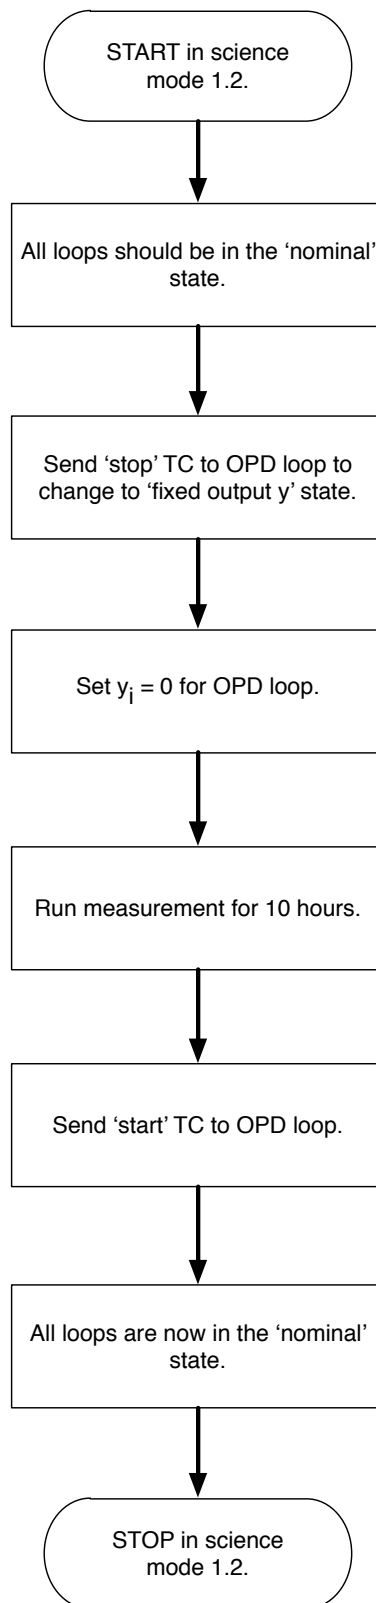 START in science
mode 1.2.
All loops should be in the ‘nominal’
state.
Send ‘stop’ TC to OPD loop to
change to ‘fixed output y’ state.
Set yi = 0 for OPD loop.
Run measurement for 10 hours.
Send ‘start’ TC to OPD loop.
All loops are now in the ‘nominal’
state.
STOP in science
mode 1.2.